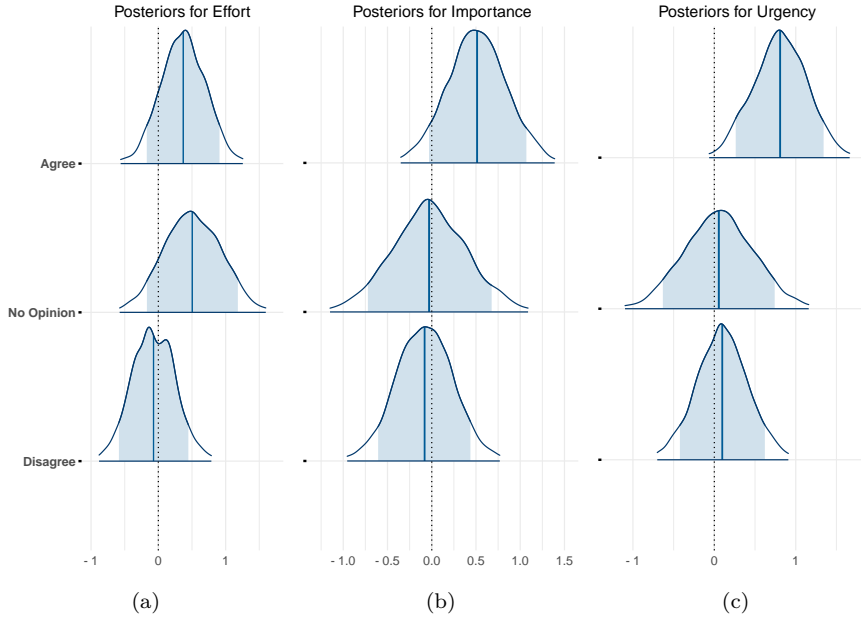 Posteriors for Effort
Posteriors for Importance
Posteriors for Urgency
Agree
No Opinion
Disagree
- 1 0 1
- 1.0 - 0.5 0.0 0.5 1.0 1.5
- 1 0 1
(a)
(b)
(c)